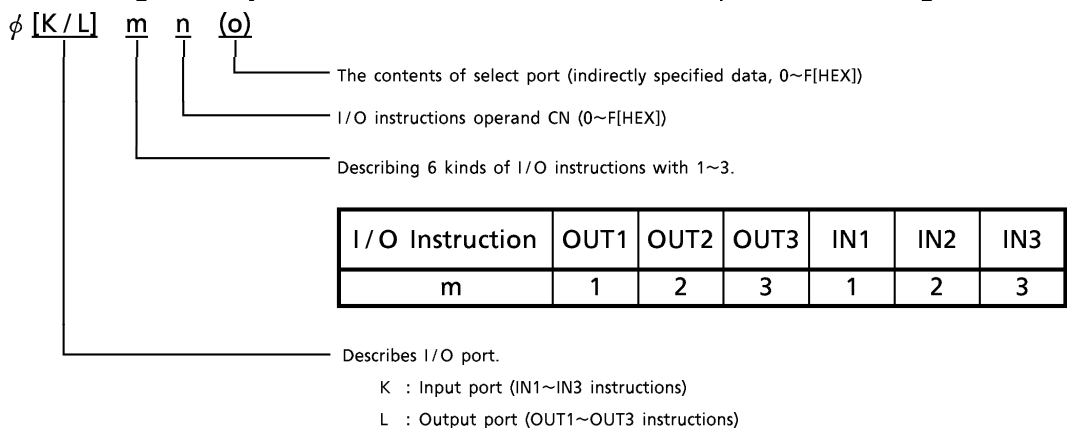 ϕ [K / L] m n (o)
The contents of select port (indirectly specified data, 0~F[HEX])
I / O instructions operand CN (0~F[HEX])
Describing 6 kinds of I / O instructions with 1~3.
I / O Instruction OUT1 OUT2 OUT3 IN1 IN2 IN3
m 1 2 3 1 2 3
Describes I / O port.
K : Input port (IN1~IN3 instructions)
L : Output port (OUT1~OUT3 instructions)